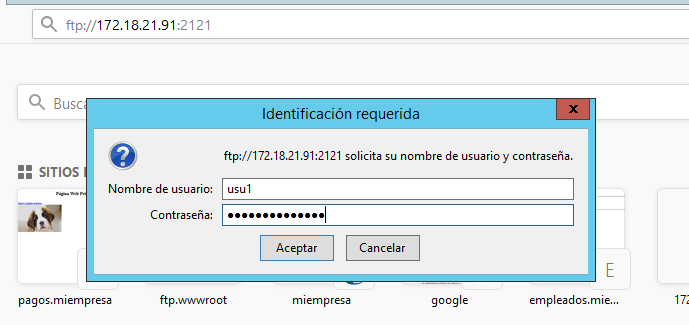 ftp://172.18.21.91:2121
Busca
Identificación requerida
x
ftp://172.18.21.91:2121 solicita su nombre de usuario y contraseña.
Nombre de usuario: usu1
Contraseña: ●●●●●●●●●●●●●●
Aceptar Cancelar
SITIOS
Página Web Pri
E
pagos.miempresa ftp.wwwroot miempresa google empleados.mie... 172